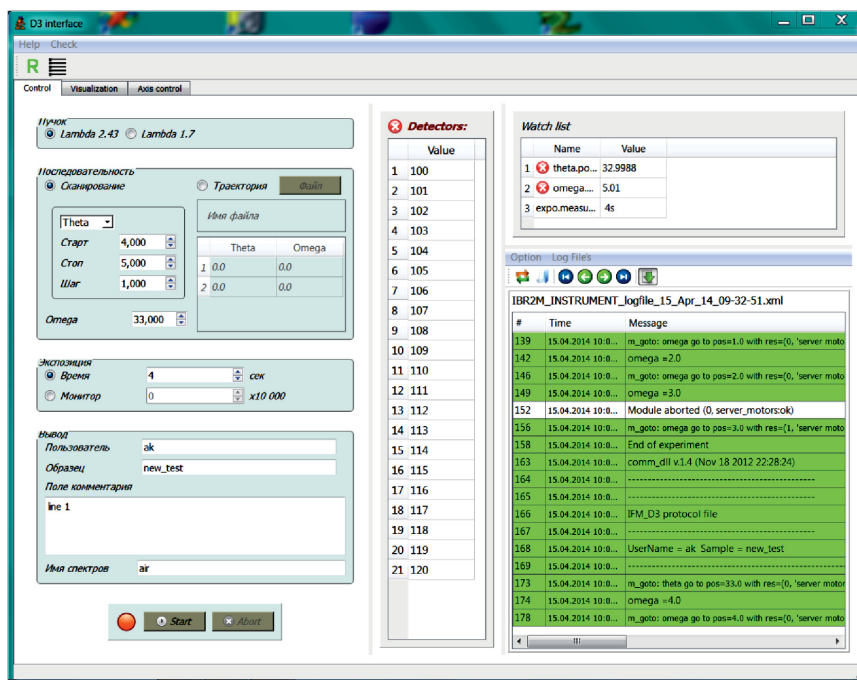 D3 interface
Help Check
R
Control Visualization Axis control
Пучок
Lambda 2.43 Lambda 1.7
Последовательность
Сканирование Траектория Файл
Имя файла
Theta
Старт 4,000
Стоп 5,000
Шаг 1,000
Omega 33,000
Theta Omega
1 0.0 0.0
2 0.0 0.0
Экспозиция
Время 4 сек
Монитор 0 x10 000
Вывод
Пользователь ak
Образец new_test
Поле комментария
line 1
Имя спектров air
Start Abort
Detectors:
Value
1 100
2 101
3 102
4 103
5 104
6 105
7 106
8 107
9 108
10 109
11 110
12 111
13 112
14 113
15 114
16 115
17 116
18 117
19 118
20 119
21 120
Watch list
Name Value
1 theta.po... 32.9988
2 omega.... 5.01
3 expo.measu... 4s
Option Log File's
IBR2M_INSTRUMENT_logfile_15_Apr_14_09-32-51.xml
# Time Message
139 15.04.2014 10:0... m_goto: omega go to pos=1.0 with res=(0, 'server moto
142 15.04.2014 10:0... omega =2.0
146 15.04.2014 10:0... m_goto: omega go to pos=2.0 with res=(0, 'server moto
149 15.04.2014 10:0... omega =3.0
152 15.04.2014 10:0... Module aborted (0, server_motors:ok)
156 15.04.2014 10:0... m_goto: omega go to pos=3.0 with res=(1, 'server moto
158 15.04.2014 10:0... End of experiment
163 15.04.2014 10:0... comm_dll v.1.4 (Nov 18 2012 22:28:24)
164 15.04.2014 10:0... -----------------------------------------------
165 15.04.2014 10:0... -----------------------------------------------
166 15.04.2014 10:0... IFM_D3 protocol file
167 15.04.2014 10:0... -----------------------------------------------
168 15.04.2014 10:0... UserName = ak Sample = new_test
169 15.04.2014 10:0... -----------------------------------------------
173 15.04.2014 10:0... m_goto: theta go to pos=33.0 with res=(0, 'server motor
174 15.04.2014 10:0... omega =4.0
178 15.04.2014 10:0... m_goto: omega go to pos=4.0 with res=(0, 'server moto